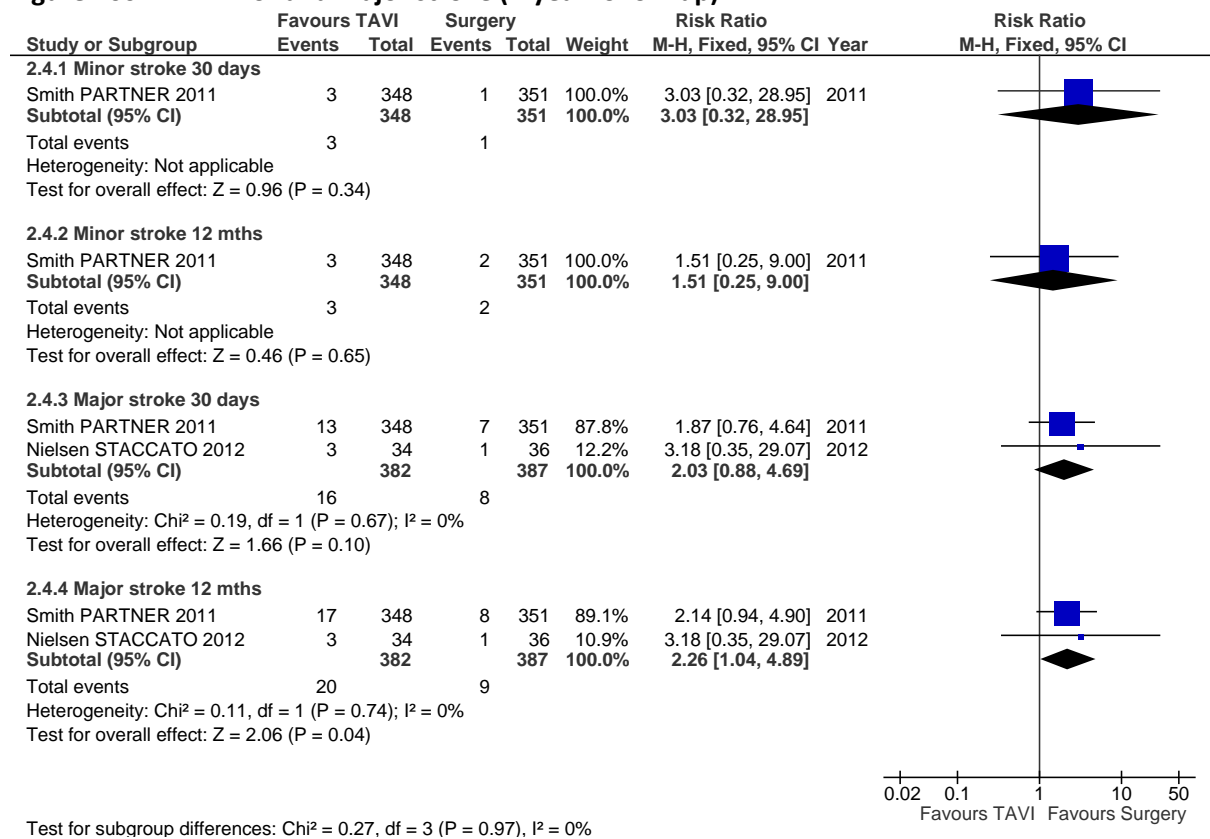 Favours TAVI Surgery Risk Ratio Risk Ratio
Study or Subgroup Events Total Events Total Weight M-H, Fixed, 95% CI Year M-H, Fixed, 95% CI
2.4.1 Minor stroke 30 days
Smith PARTNER 2011 3 348 1 351 100.0% 3.03 [0.32, 28.95] 2011
Subtotal (95% CI) 348 351 100.0% 3.03 [0.32, 28.95]
Total events 3 1
Heterogeneity: Not applicable
Test for overall effect: Z = 0.96 (P = 0.34)
2.4.2 Minor stroke 12 mths
Smith PARTNER 2011 3 348 2 351 100.0% 1.51 [0.25, 9.00] 2011
Subtotal (95% CI) 348 351 100.0% 1.51 [0.25, 9.00]
Total events 3 2
Heterogeneity: Not applicable
Test for overall effect: Z = 0.46 (P = 0.65)
2.4.3 Major stroke 30 days
Smith PARTNER 2011 13 348 7 351 87.8% 1.87 [0.76, 4.64] 2011
Nielsen STACCATO 2012 3 34 1 36 12.2% 3.18 [0.35, 29.07] 2012
Subtotal (95% CI) 382 387 100.0% 2.03 [0.88, 4.69]
Total events 16 8
Heterogeneity: Chi² = 0.19, df = 1 (P = 0.67); I² = 0%
Test for overall effect: Z = 1.66 (P = 0.10)
2.4.4 Major stroke 12 mths
Smith PARTNER 2011 17 348 8 351 89.1% 2.14 [0.94, 4.90] 2011
Nielsen STACCATO 2012 3 34 1 36 10.9% 3.18 [0.35, 29.07] 2012
Subtotal (95% CI) 382 387 100.0% 2.26 [1.04, 4.89]
Total events 20 9
Heterogeneity: Chi² = 0.11, df = 1 (P = 0.74); I² = 0%
Test for overall effect: Z = 2.06 (P = 0.04)
0.02 0.1 1 10 50
Favours TAVI Favours Surgery
Test for subgroup differences: Chi² = 0.27, df = 3 (P = 0.97), I² = 0%